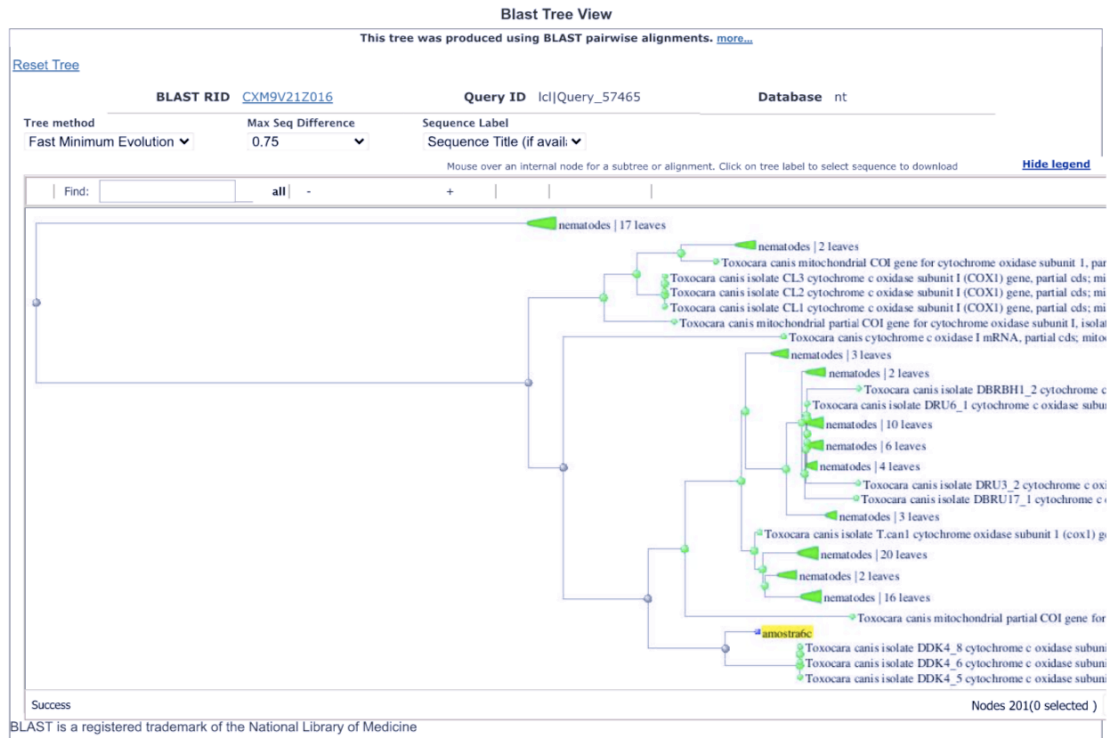 Blast Tree View
This tree was produced using BLAST pairwise alignments. more...
Reset Tree
BLAST RID CXM9V21Z016 Query ID lcl|Query_57465 Database nt
Tree method Max Seq Difference Sequence Label
Fast Minimum Evolution 0.75 Sequence Title (if avail:
Mouse over an internal node for a subtree or alignment. Click on tree label to select sequence to download Hide legend
Find: all - +
nematodes | 17 leaves
nematodes | 2 leaves
Toxocara canis mitochondrial COI gene for cytochrome oxidase subunit 1, par
Toxocara canis isolate CL3 cytochrome c oxidase subunit I (COX1) gene, partial cds; mi
Toxocara canis isolate CL2 cytochrome c oxidase subunit I (COX1) gene, partial cds; mi
Toxocara canis isolate CL1 cytochrome c oxidase subunit I (COX1) gene, partial cds; mi
Toxocara canis mitochondrial partial COI gene for cytochrome oxidase subunit I, isolat
Toxocara canis cytochrome c oxidase I mRNA, partial cds; mito
nematodes | 3 leaves
nematodes | 2 leaves
Toxocara canis isolate DBRBH1_2 cytochrome c
Toxocara canis isolate DRU6_1 cytochrome c oxidase subu
nematodes | 10 leaves
nematodes | 6 leaves
nematodes | 4 leaves
Toxocara canis isolate DRU3_2 cytochrome c oxi
Toxocara canis isolate DBRU17_1 cytochrome c
nematodes | 3 leaves
Toxocara canis isolate T.can1 cytochrome oxidase subunit 1 (cox1) g
nematodes | 20 leaves
nematodes | 2 leaves
nematodes | 16 leaves
Toxocara canis mitochondrial partial COI gene for
amostra6c
Toxocara canis isolate DDK4_8 cytochrome c oxidase subuni
Toxocara canis isolate DDK4_6 cytochrome c oxidase subuni
Toxocara canis isolate DDK4_5 cytochrome c oxidase subuni
Success Nodes 201(0 selected )
BLAST is a registered trademark of the National Library of Medicine